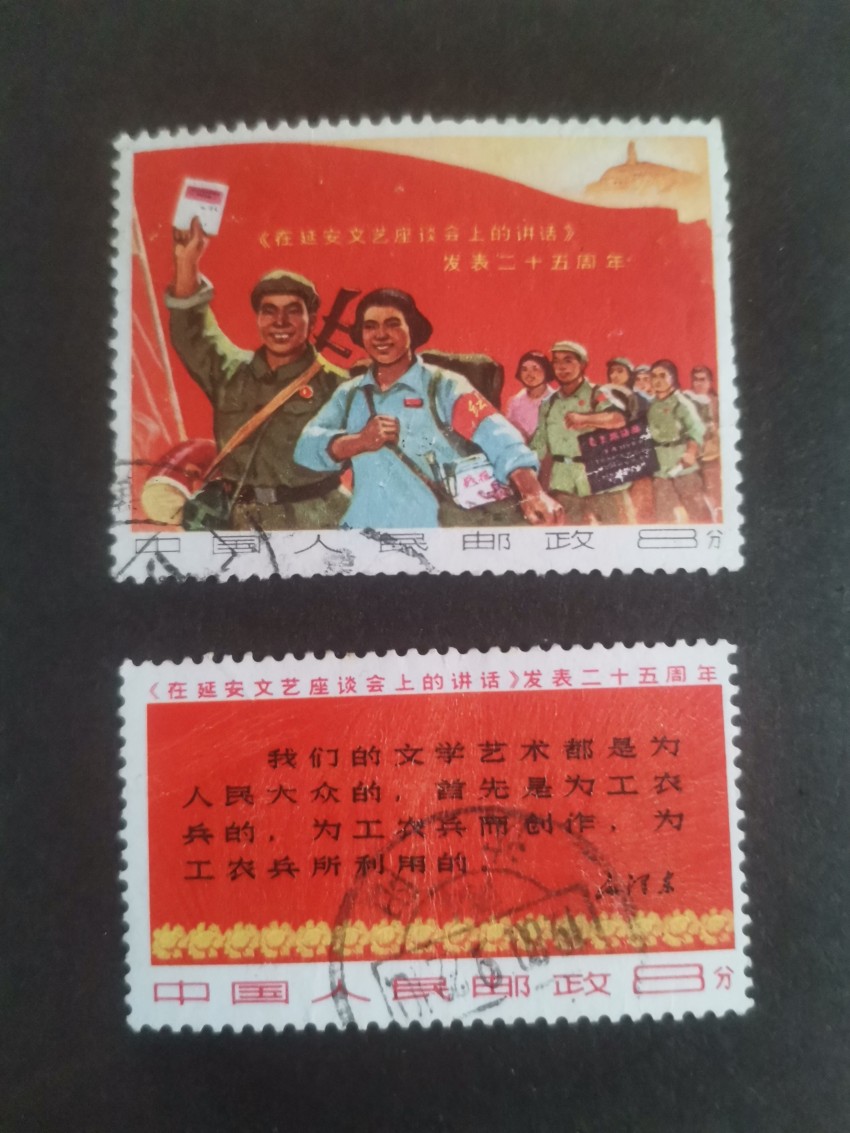 《在延安文艺座谈会上的讲话》
发表二十五周年
红
中国人民邮政 8分
《在延安文艺座谈会上的讲话》发表二十五周年
我们的文学艺术都是为
人民大众的，首先是为工农
兵的，为工农兵而创作，为
工农兵所利用的。
毛泽东
中国人民邮政 8分